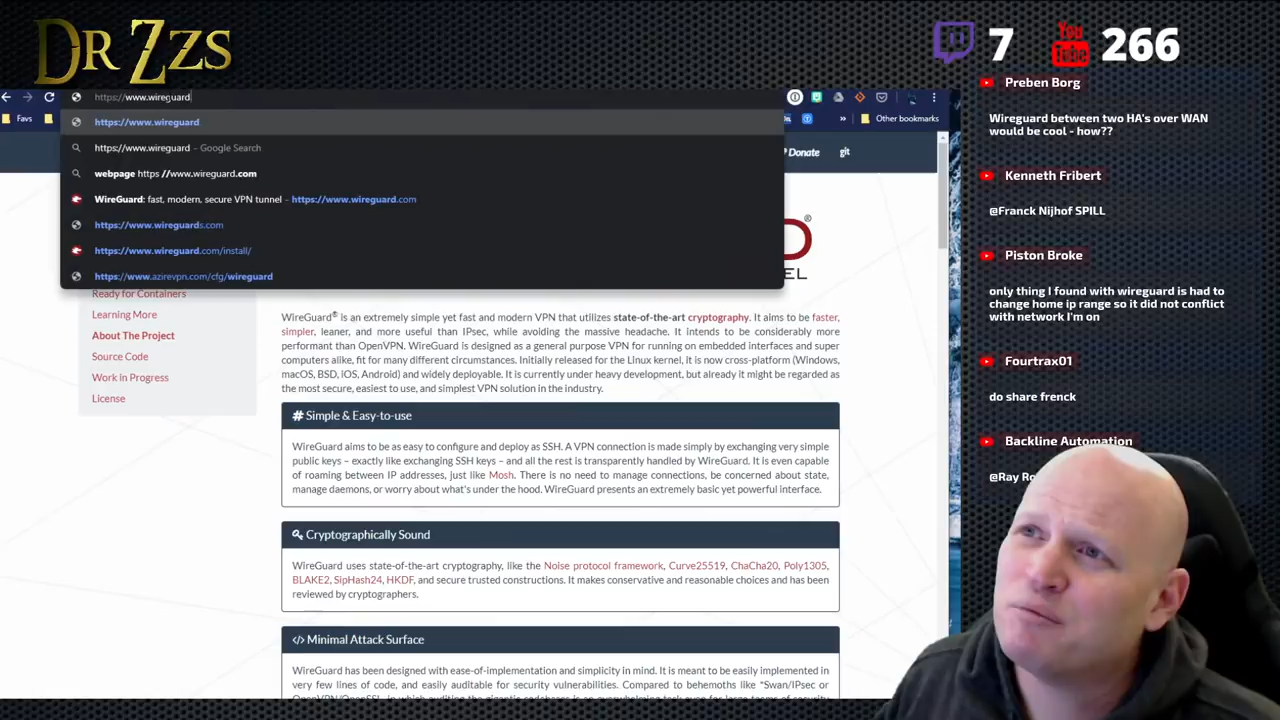 DR ZZS
7
You Tube
266
https://www.wireguard
Favs
Other bookmarks
https://www.wireguard
https://www.wireguard – Google Search
webpage https //www.wireguard.com
WireGuard: fast, modern, secure VPN tunnel – https://www.wireguard.com
https://www.wireguards.com
https://www.wireguard.com/install/
https://www.azirevpn.com/cfg/wireguard
Donate
git
D®
EL
Ready for Containers
Learning More
About The Project
Source Code
Work in Progress
License
WireGuard® is an extremely simple yet fast and modern VPN that utilizes state-of-the-art cryptography. It aims to be faster,
simpler, leaner, and more useful than IPsec, while avoiding the massive headache. It intends to be considerably more
performant than OpenVPN. WireGuard is designed as a general purpose VPN for running on embedded interfaces and super
computers alike, fit for many different circumstances. Initially released for the Linux kernel, it is now cross-platform (Windows,
macOS, BSD, iOS, Android) and widely deployable. It is currently under heavy development, but already it might be regarded as
the most secure, easiest to use, and simplest VPN solution in the industry.
# Simple & Easy-to-use
WireGuard aims to be as easy to configure and deploy as SSH. A VPN connection is made simply by exchanging very simple
public keys – exactly like exchanging SSH keys – and all the rest is transparently handled by WireGuard. It is even capable
of roaming between IP addresses, just like Mosh. There is no need to manage connections, be concerned about state,
manage daemons, or worry about what's under the hood. WireGuard presents an extremely basic yet powerful interface.
Cryptographically Sound
WireGuard uses state-of-the-art cryptography, like the Noise protocol framework, Curve25519, ChaCha20, Poly1305,
BLAKE2, SipHash24, HKDF, and secure trusted constructions. It makes conservative and reasonable choices and has been
reviewed by cryptographers.
</> Minimal Attack Surface
WireGuard has been designed with ease-of-implementation and simplicity in mind. It is meant to be easily implemented in
very few lines of code, and easily auditable for security vulnerabilities. Compared to behemoths like *Swan/IPsec or
Preben Borg
Wireguard between two HA's over WAN
would be cool - how??
Kenneth Fribert
@Franck Nijhof SPILL
Piston Broke
only thing I found with wireguard is had to
change home ip range so it did not conflict
with network I'm on
Fourtrax01
do share frenck
Backline Automation
@Ray